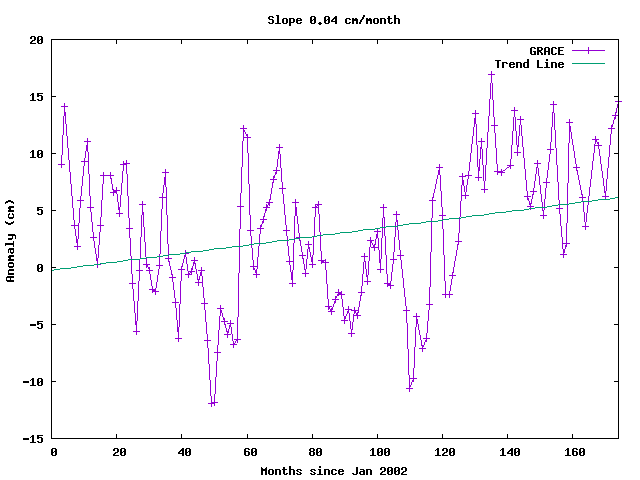 Slope 0.04 cm/month
GRACE
Trend Line
20
15
10
5
0
-5
-10
-15
Anomaly (cm)
0 20 40 60 80 100 120 140 160
Months since Jan 2002